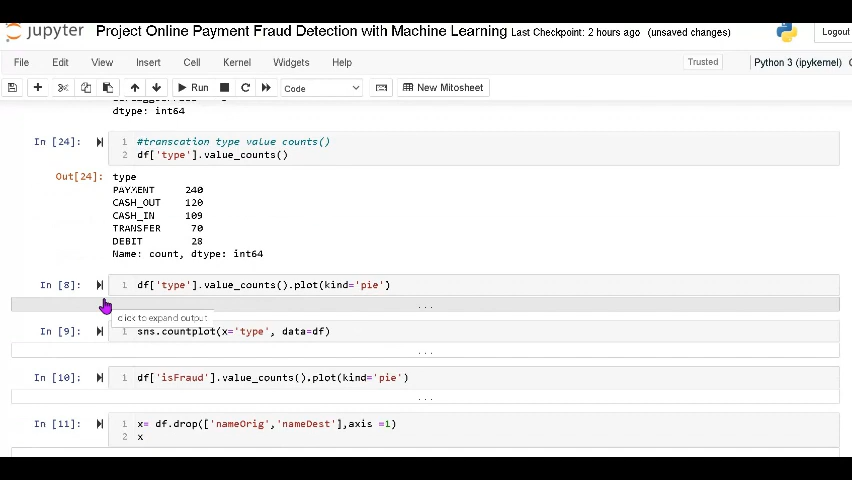 jupyter Project Online Payment Fraud Detection with Machine Learning Last Checkpoint: 2 hours ago (unsaved changes) Logout
File Edit View Insert Cell Kernel Widgets Help Trusted Python 3 (ipykernel)
Run Code New Mitosheet
dtype: int64
In [24]: 1 #transcation type value counts()
2 df['type'].value_counts()
Out[24]: type
PAYMENT 240
CASH_OUT 120
CASH_IN 109
TRANSFER 70
DEBIT 28
Name: count, dtype: int64
In [8]: 1 df['type'].value_counts().plot(kind='pie')
...
click to expand output
In [9]: 1 sns.countplot(x='type', data=df)
...
In [10]: 1 df['isFraud'].value_counts().plot(kind='pie')
...
In [11]: 1 x= df.drop(['nameOrig','nameDest'],axis =1)
2 x